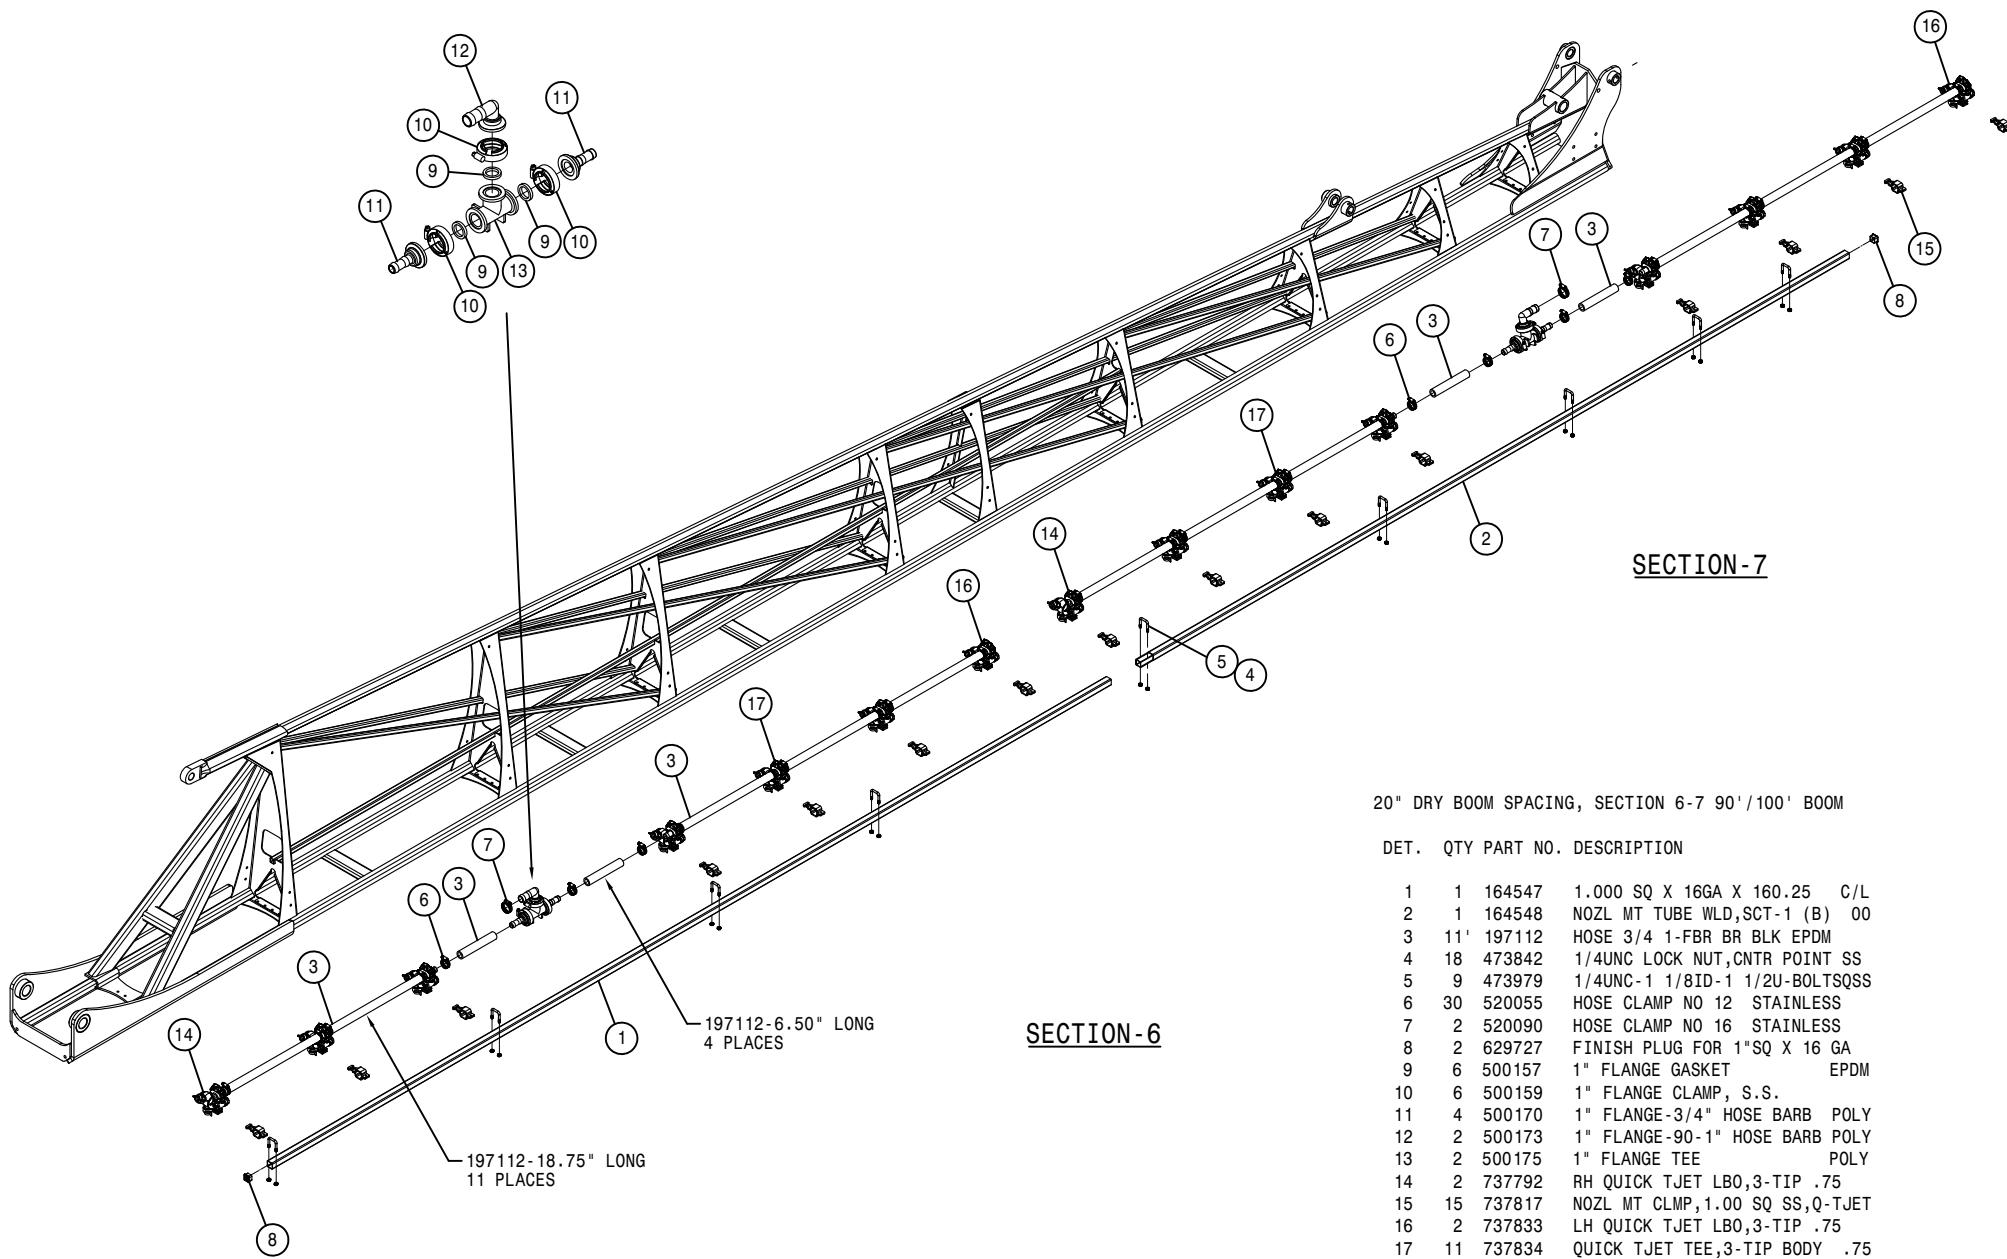 12
16
11
10
9
11
7
3
15
9
10
9
13
10
8
3
6
17
2
14
SECTION-7
16
5
4
17
3
20" DRY BOOM SPACING, SECTION 6-7 90'/100' BOOM
DET. QTY PART NO. DESCRIPTION
1 1 164547 1.000 SQ X 16GA X 160.25 C/L
2 1 164548 NOZL MT TUBE WLD,SCT-1 (B) 00
3 11' 197112 HOSE 3/4 1-FBR BR BLK EPDM
4 18 473842 1/4UNC LOCK NUT,CNTR POINT SS
5 9 473979 1/4UNC-1 1/8ID-1 1/2U-BOLTSQSS
6 30 520055 HOSE CLAMP NO 12 STAINLESS
7 2 520090 HOSE CLAMP NO 16 STAINLESS
8 2 629727 FINISH PLUG FOR 1"SQ X 16 GA
9 6 500157 1" FLANGE GASKET EPDM
10 6 500159 1" FLANGE CLAMP, S.S.
11 4 500170 1" FLANGE-3/4" HOSE BARB POLY
12 2 500173 1" FLANGE-90-1" HOSE BARB POLY
13 2 500175 1" FLANGE TEE POLY
14 2 737792 RH QUICK TJET LBO,3-TIP .75
15 15 737817 NOZL MT CLMP,1.00 SQ SS,Q-TJET
16 2 737833 LH QUICK TJET LBO,3-TIP .75
17 11 737834 QUICK TJET TEE,3-TIP BODY .75
7
3
6
3
14
1
197112-6.50" LONG
4 PLACES
SECTION-6
197112-18.75" LONG
11 PLACES
8